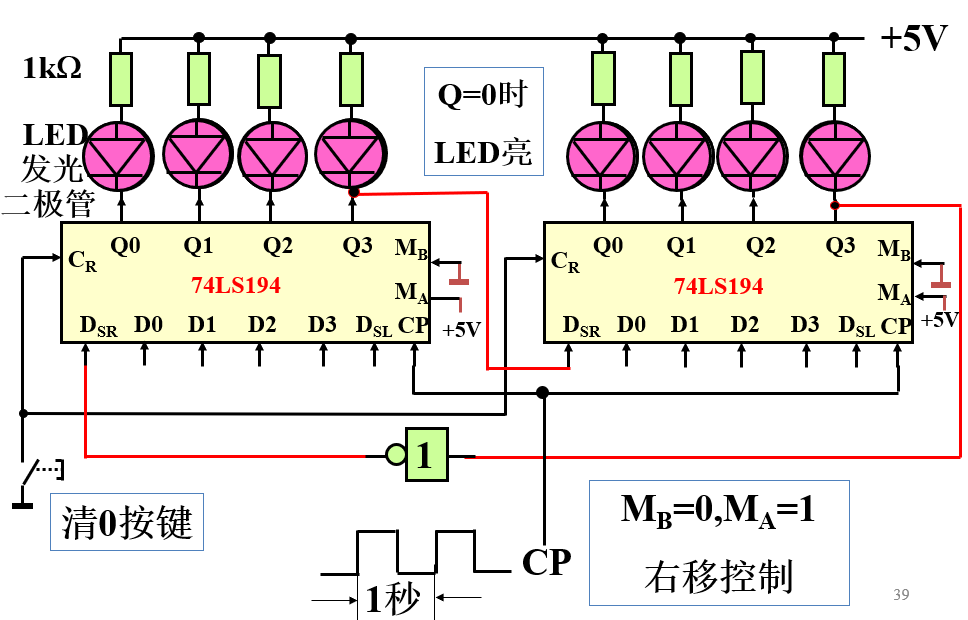 +5V
1kΩ
Q=0时
LED亮
LED
发光
二极管
Q0 Q1 Q2 Q3 MB
CR
74LS194
MA
DSR D0 D1 D2 D3 DSL CP
+5V
Q0 Q1 Q2 Q3 MB
CR
74LS194
MA
DSR D0 D1 D2 D3 DSL CP
+5V
1
清0按键
MB=0,MA=1
右移控制
CP
1秒
39